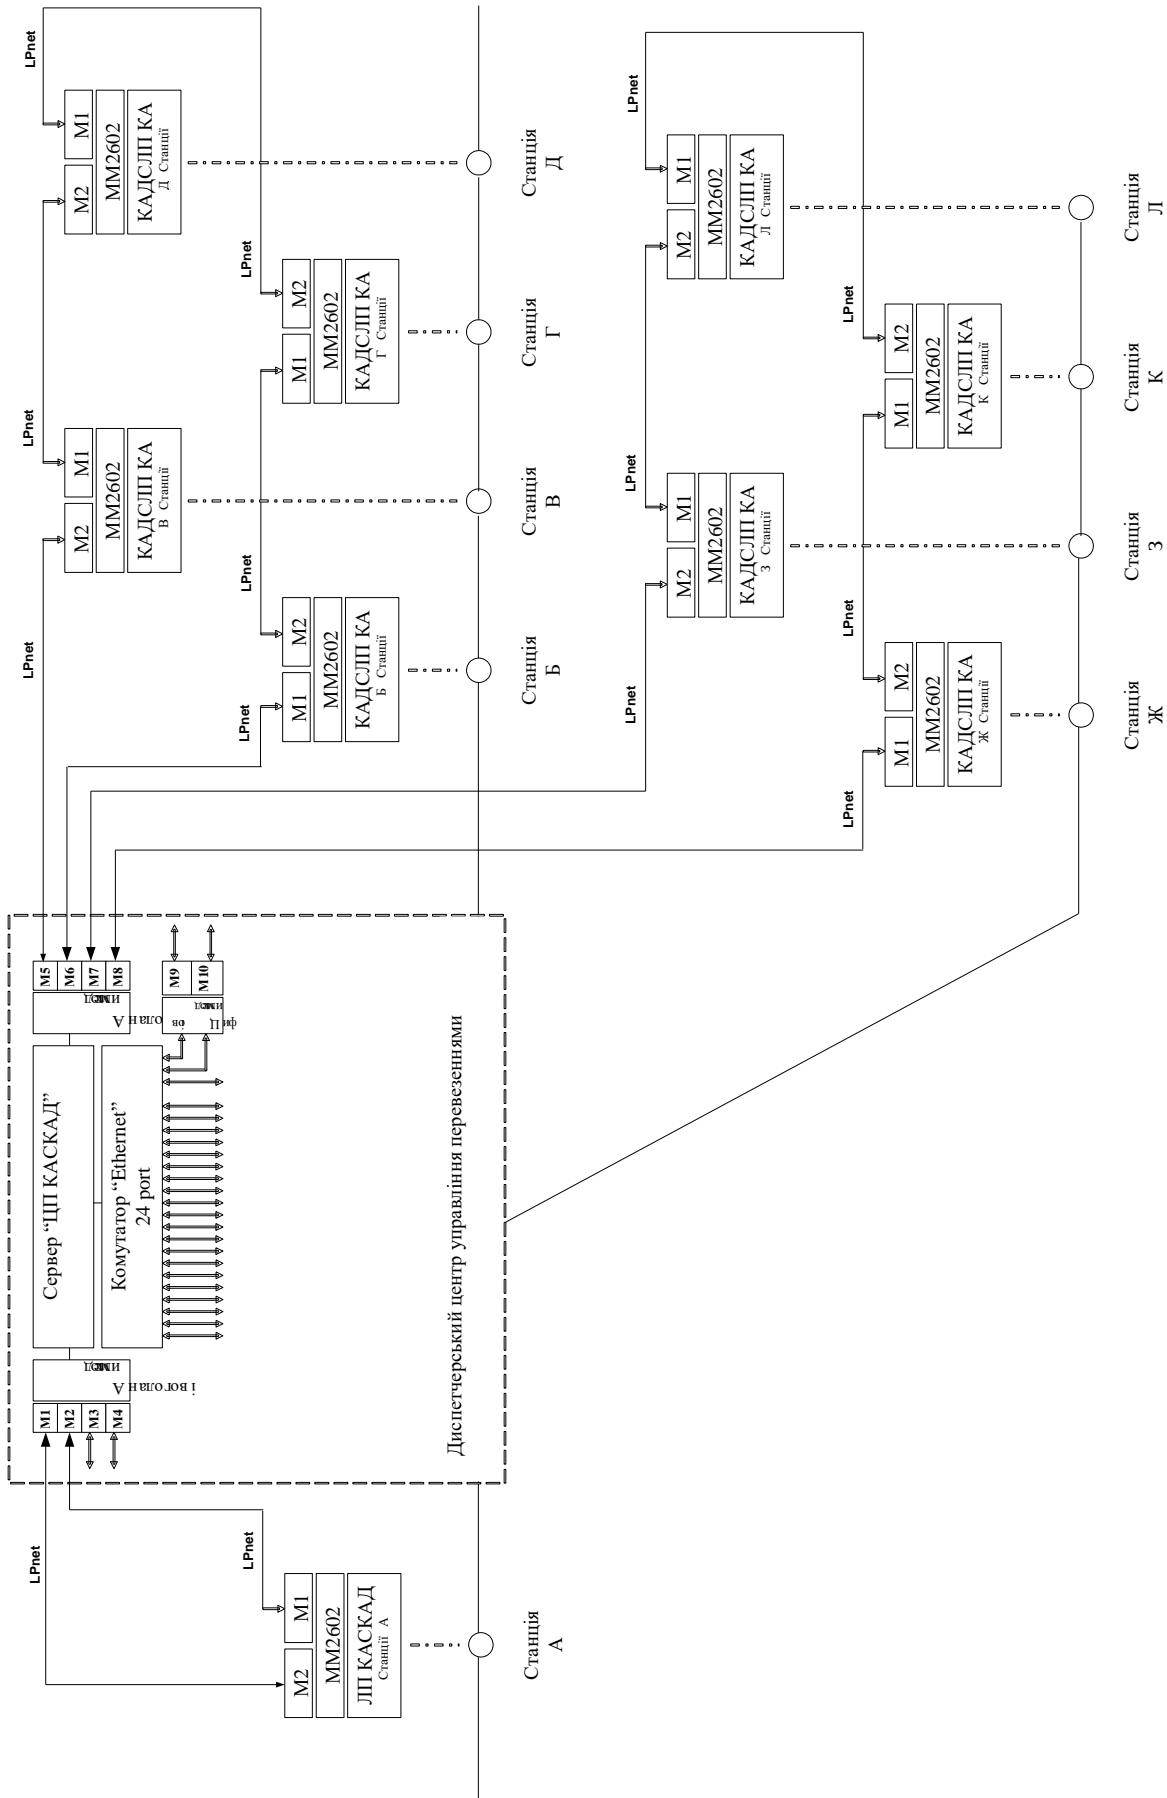 LPnet
LPnet
M2 M1
MM2602
ЛП КАСКАД
Станції А
Станція
А
M1
M2
M3
M4
Сервер “ЦП КАСКАД”
Комутатор “Ethernet”
24 port
M5
M6
M7
M8
M9
M10
Диспетчерський центр управління перевезеннями
LPnet
LPnet
LPnet
M2 M1
MM2602
КАДСЛП КА
В Станції
M2 M1
MM2602
КАДСЛП КА
Д Станції
LPnet
LPnet
LPnet
M1 M2
MM2602
КАДСЛП КА
Б Станції
M1 M2
MM2602
КАДСЛП КА
Г Станції
Станція
Б
Станція
В
Станція
Г
Станція
Д
LPnet
LPnet
LPnet
M2 M1
MM2602
КАДСЛП КА
З Станції
M2 M1
MM2602
КАДСЛП КА
Л Станції
LPnet
LPnet
LPnet
M1 M2
MM2602
КАДСЛП КА
Ж Станції
M1 M2
MM2602
КАДСЛП КА
К Станції
Станція
Ж
Станція
З
Станція
К
Станція
Л